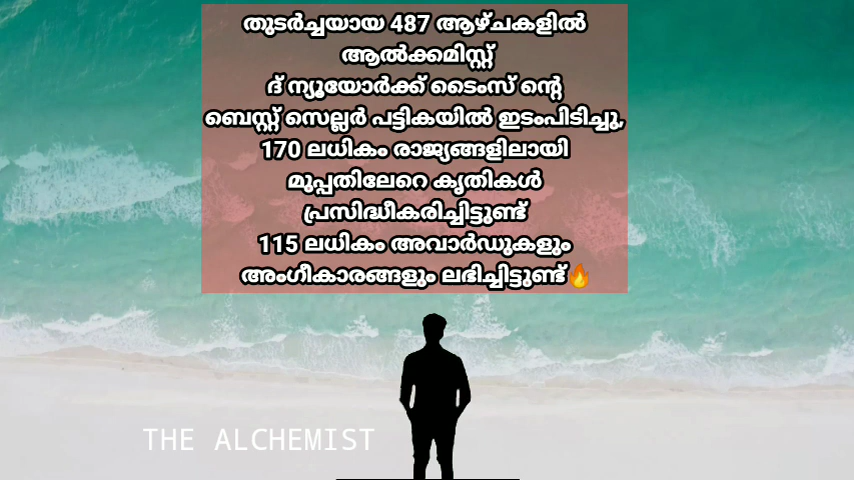 തുടർച്ചയായ 487 ആഴ്ചകളിൽ
ആൽക്കമിസ്റ്റ്
ദ് ന്യൂയോർക്ക് ടൈംസ് ന്റെ
ബെസ്റ്റ് സെല്ലർ പട്ടികയിൽ ഇടംപിടിച്ചു,
170 ലധികം രാജ്യങ്ങളിലായി
മുപ്പതിലേറെ കൃതികൾ
പ്രസിദ്ധീകരിച്ചിട്ടുണ്ട്
115 ലധികം അവാർഡുകളും
അംഗീകാരങ്ങളും ലഭിച്ചിട്ടുണ്ട്🔥
THE ALCHEMIST